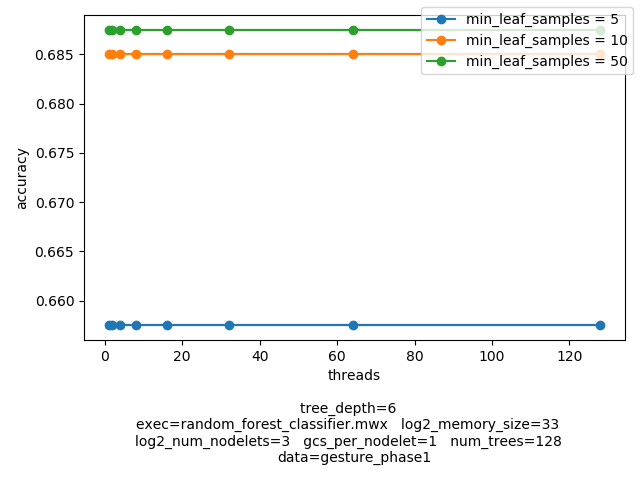 min_leaf_samples = 5
min_leaf_samples = 10
min_leaf_samples = 50
0.685
0.680
0.675
0.670
0.665
0.660
accuracy
0 20 40 60 80 100 120
threads
tree_depth=6
exec=random_forest_classifier.mwx log2_memory_size=33
log2_num_nodelets=3 gcs_per_nodelet=1 num_trees=128
data=gesture_phase1